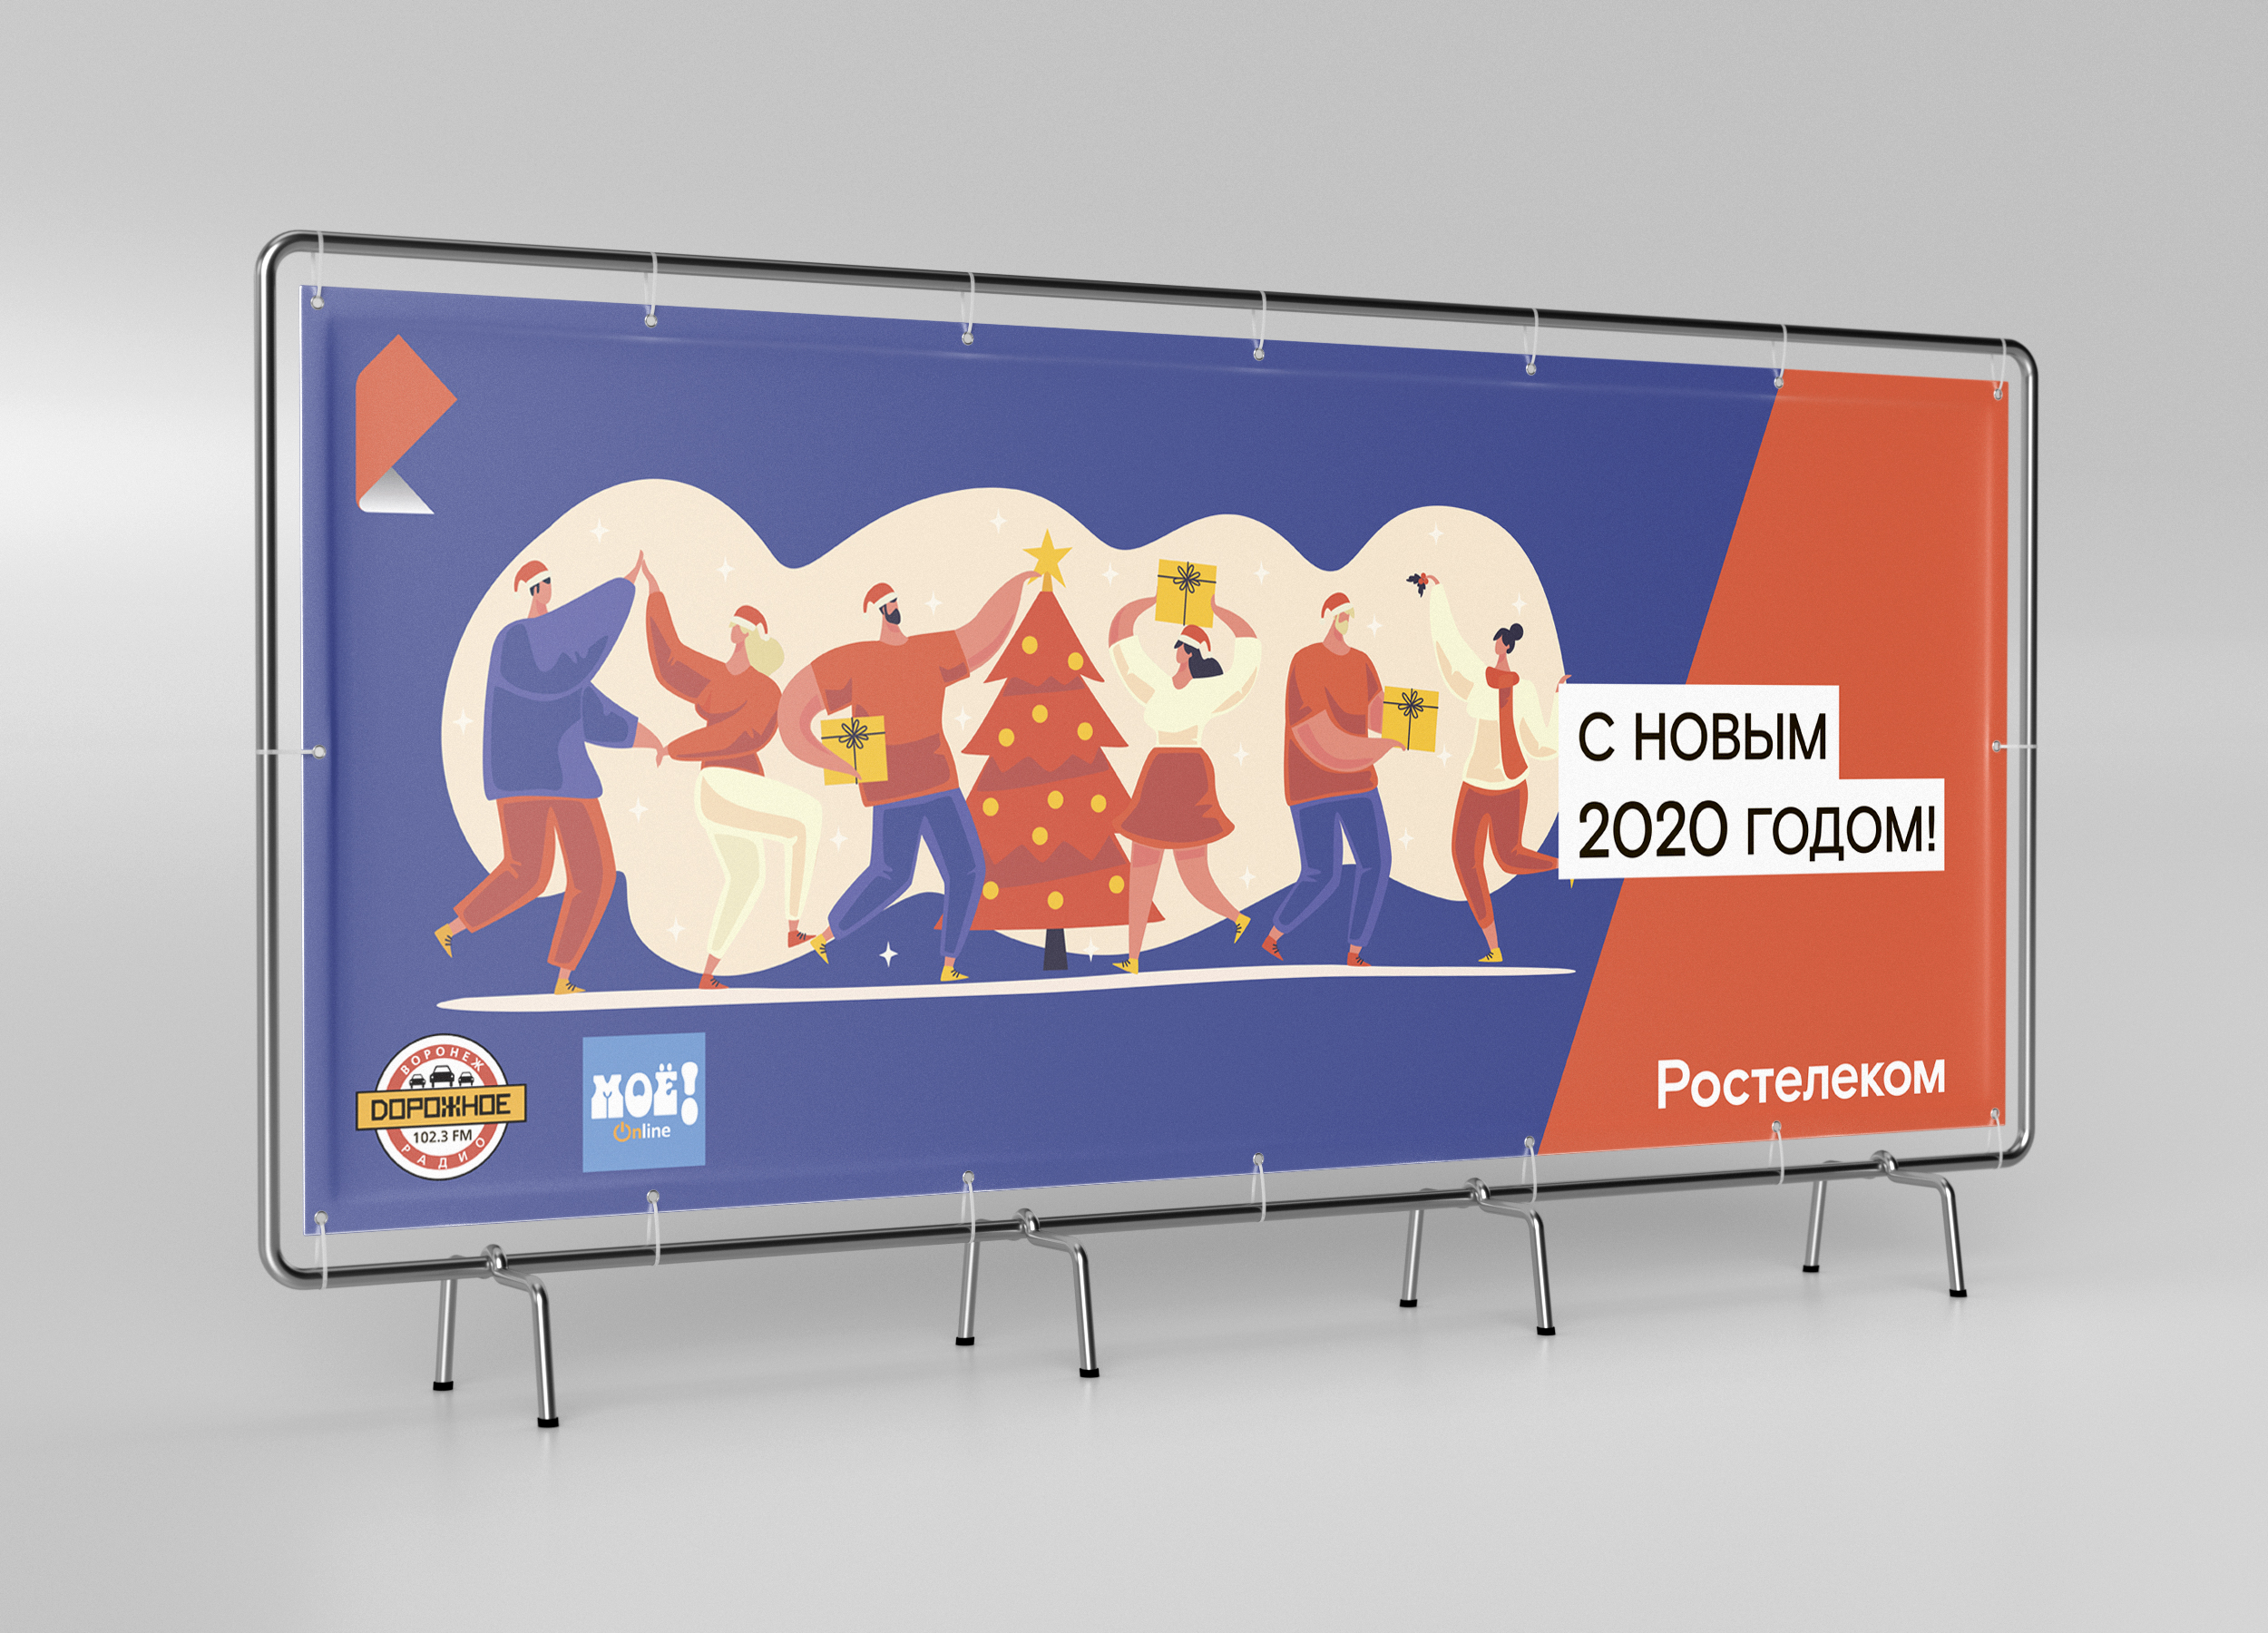 С НОВЫМ
2020 ГОДОМ!
ВОРОНЕЖ
ДОРОЖНОЕ
102.3 FM
РАДИО
МОЁ!
Online
Ростелеком